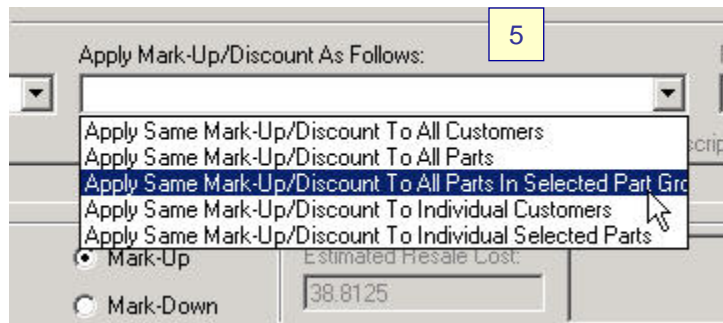 5
Apply Mark-Up/Discount As Follows:
Apply Same Mark-Up/Discount To All Customers
Apply Same Mark-Up/Discount To All Parts
Apply Same Mark-Up/Discount To All Parts In Selected Part Gro
Apply Same Mark-Up/Discount To Individual Customers
Apply Same Mark-Up/Discount To Individual Selected Parts
Mark-Up
Estimated Resale Cost:
38.8125
Mark-Down